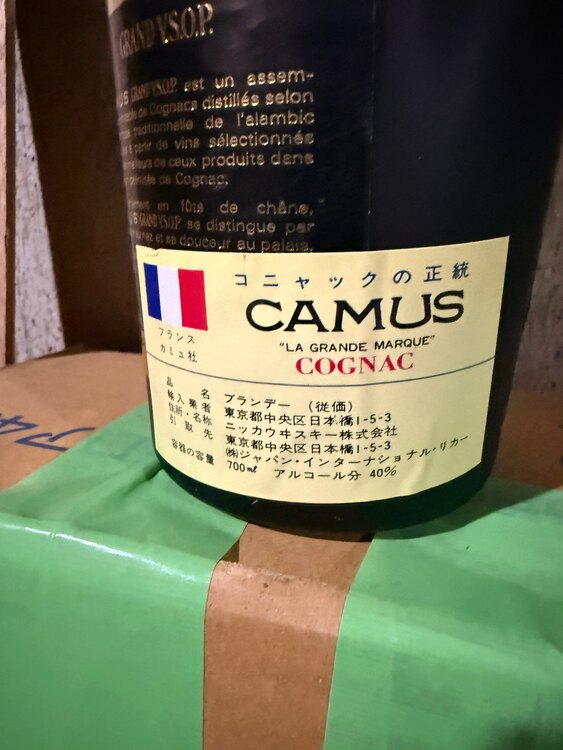 GRAND V.S.O.P.
S GRAND V.S.O.P. est un assem-
de Cognacs distillés selon
traditionnelle de l'alambic
à partir de vins sélectionnés
meilleurs de ceux produits dans
de Cognac.
en fûts de chêne,
GRAND V.S.O.P. se distingue par
et sa douceur au palais,
コニャックの正統
CAMUS
"LA GRANDE MARQUE"
COGNAC
フランス
カミュ社
品名 ブランデー (従価)
輸入業者 東京都中央区日本橋1-5-3
住所・名称 ニッカウヰスキー株式会社
引取先 東京都中央区日本橋1-5-3
㈱ジャパン・インターナショナル・リカー
容器の容量 700㎖ アルコール分 40%